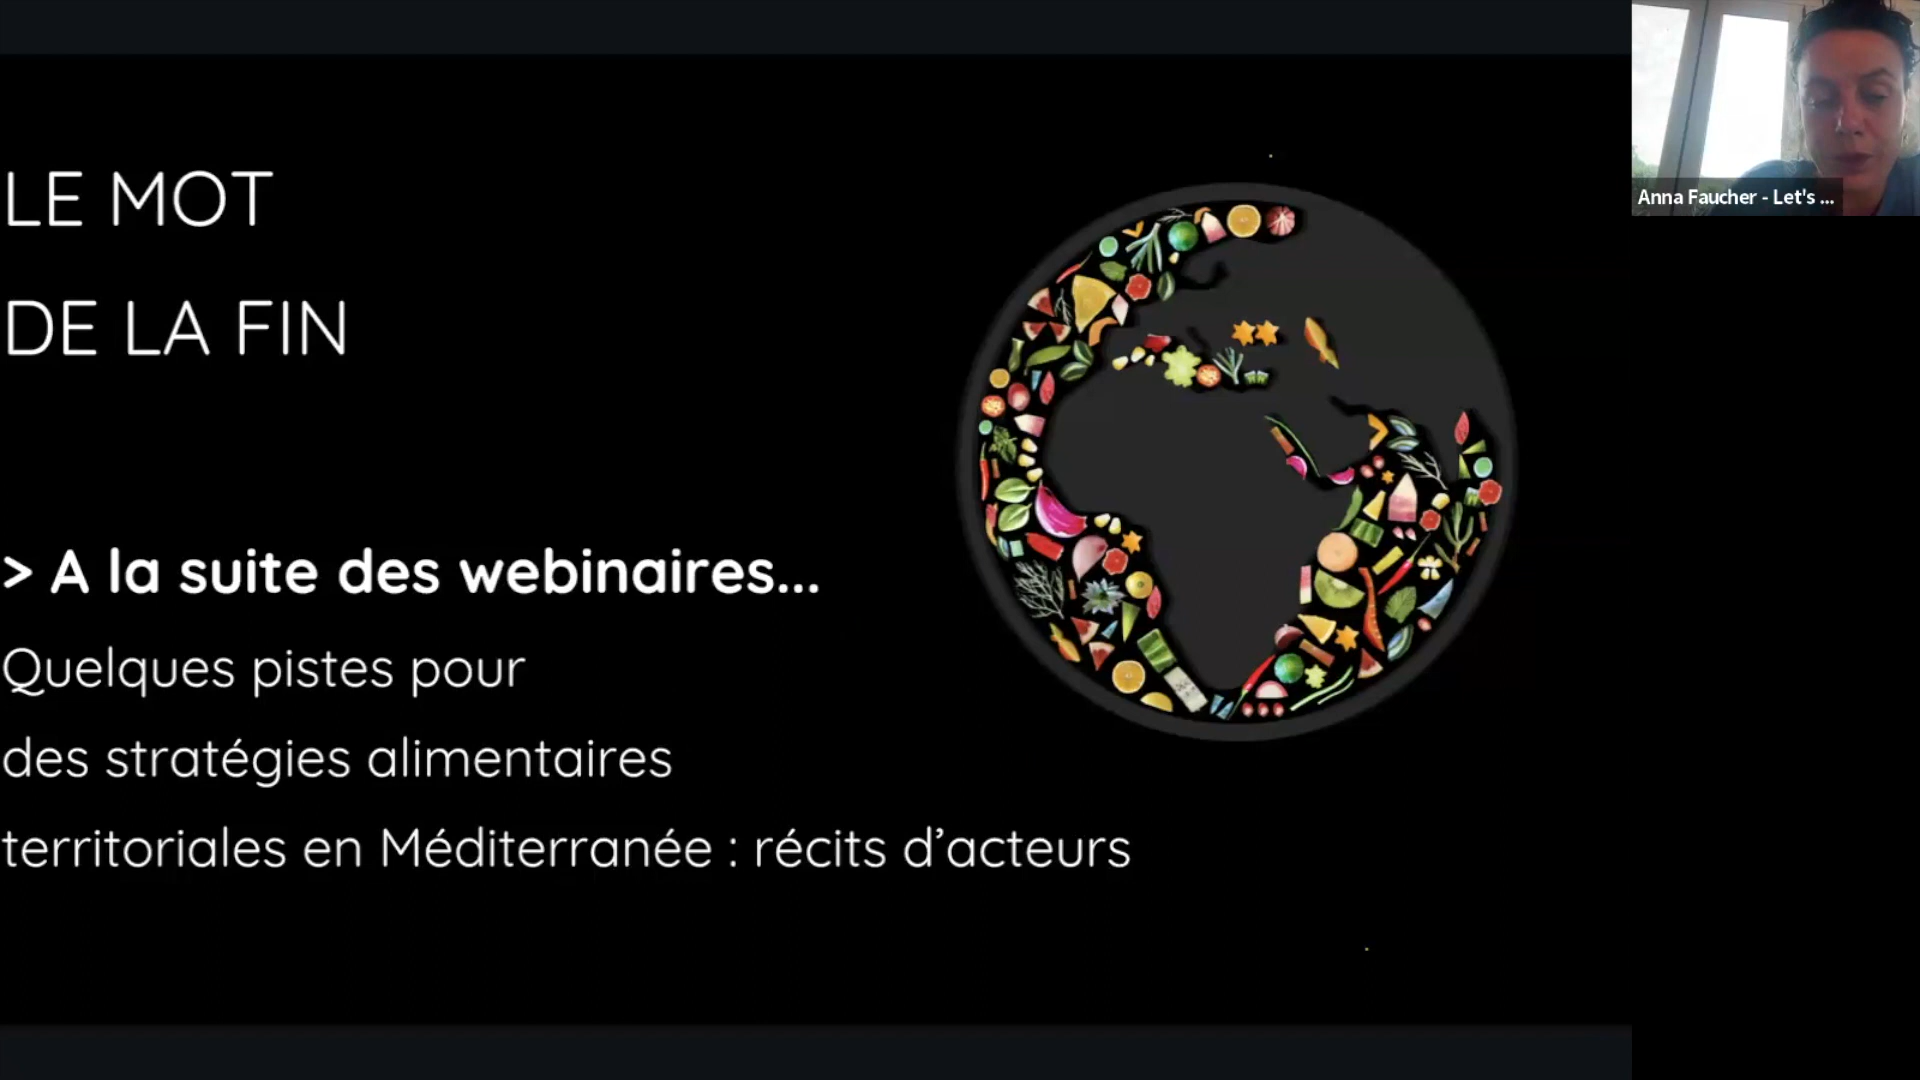 LE MOT
DE LA FIN
> A la suite des webinaires...
Quelques pistes pour
des stratégies alimentaires
territoriales en Méditerranée : récits d’acteurs
Anna Faucher - Let's ...